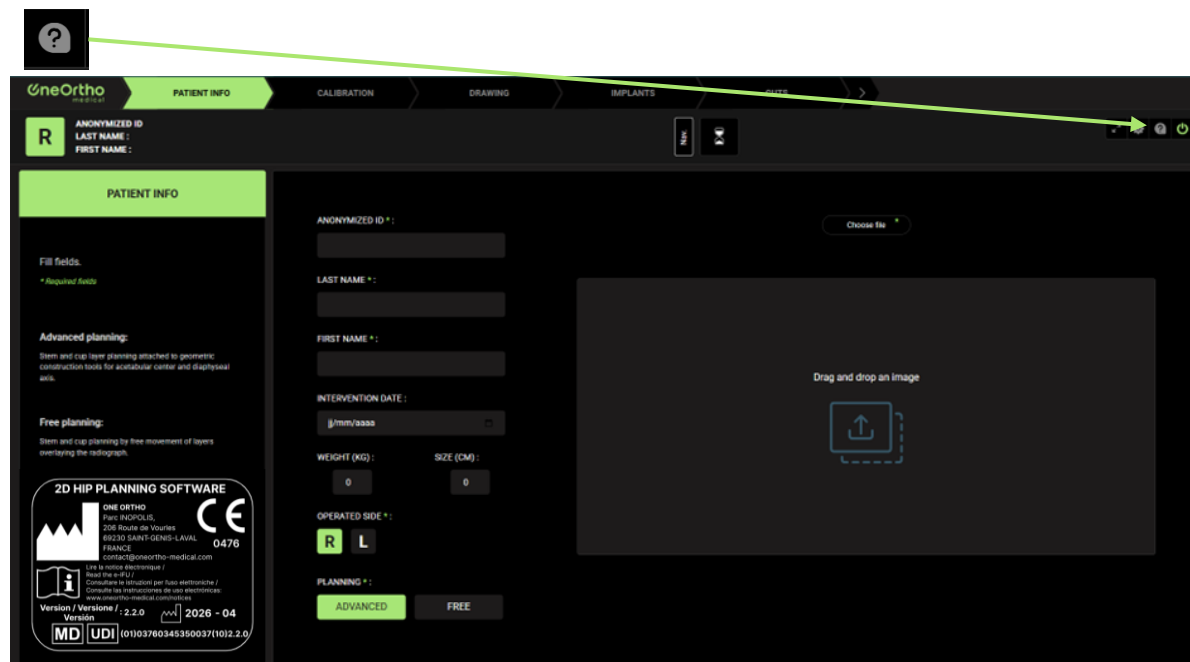 OneOrtho
medical
PATIENT INFO
CALIBRATION
DRAWING
IMPLANTS
CUTS
R
ANONYMIZED ID
LAST NAME :
FIRST NAME :
Nav.
PATIENT INFO
Fill fields.
* Required fields
Advanced planning:
Stem and cup layer planning attached to geometric
construction tools for acetabular center and diaphyseal
axis.
Free planning:
Stem and cup planning by free movement of layers
overlaying the radiograph.
2D HIP PLANNING SOFTWARE
ONE ORTHO
Parc INOPOLIS,
206 Route de Vourles
69230 SAINT-GENIS-LAVAL
FRANCE
contact@oneortho-medical.com
CE
0476
Lire la notice électronique /
Read the e-IFU /
Consultare le istruzioni per l'uso elettroniche /
Consulte las instrucciones de uso electrónicas:
www.oneortho-medical.com/notices
Version / Versione /
Versión
: 2.2.0
2026 - 04
MD UDI (01)03760345350037(10)2.2.0
ANONYMIZED ID * :
LAST NAME * :
FIRST NAME * :
INTERVENTION DATE :
jj/mm/aaaa
WEIGHT (KG) :
SIZE (CM) :
0
0
OPERATED SIDE * :
R L
PLANNING * :
ADVANCED
FREE
Choose file *
Drag and drop an image